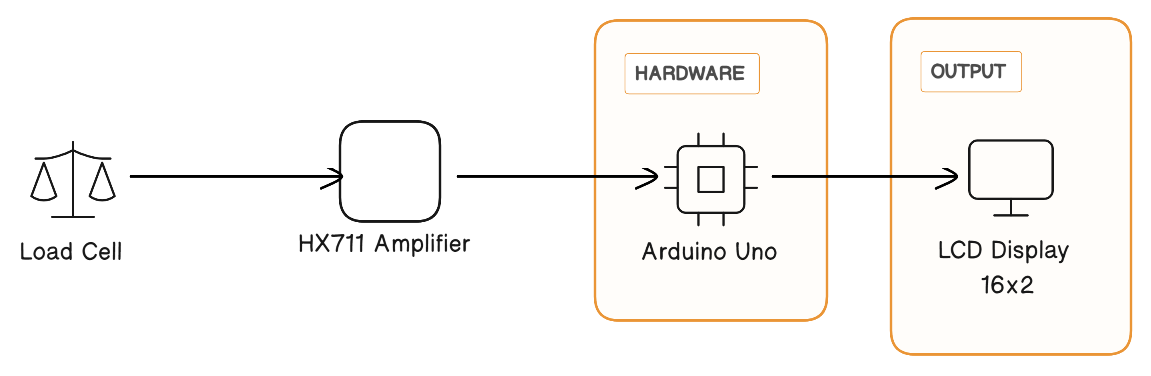 HARDWARE
OUTPUT
Load Cell
HX711 Amplifier
Arduino Uno
LCD Display
16x2